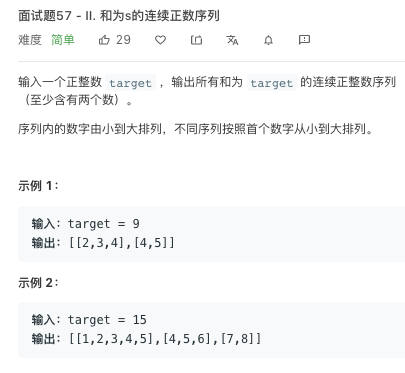 面试题57 - II. 和为s的连续正数序列
难度 简单 29
输入一个正整数 target ，输出所有和为 target 的连续正整数序列
（至少含有两个数）。
序列内的数字由小到大排列，不同序列按照首个数字从小到大排列。
示例 1：
输入：target = 9
输出：[[2,3,4],[4,5]]
示例 2：
输入：target = 15
输出：[[1,2,3,4,5],[4,5,6],[7,8]]